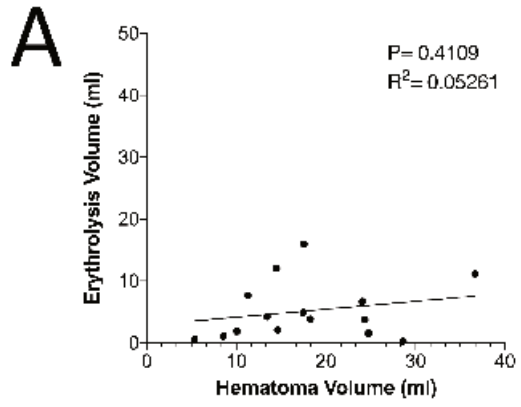 A
P= 0.4109
R²= 0.05261
Erythrolysis Volume (ml)
50
40
30
20
10
0
0 10 20 30 40
Hematoma Volume (ml)